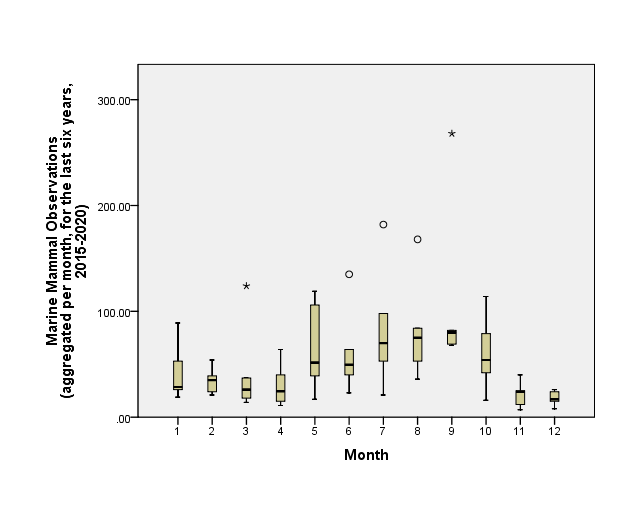 Marine Mammal Observations
(aggregated per month, for the last six years,
2015-2020)
300.00
200.00
100.00
.00
1 2 3 4 5 6 7 8 9 10 11 12
Month